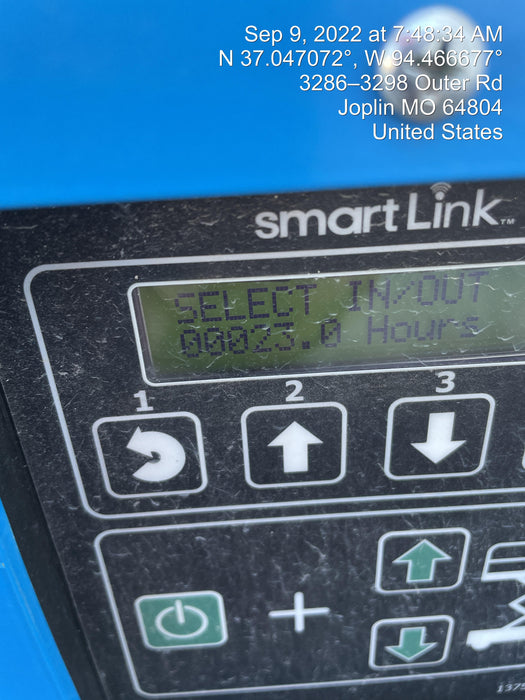 Sep 9, 2022 at 7:48:34 AM
N 37.047072°, W 94.466677°
3286–3298 Outer Rd
Joplin MO 64804
United States
smartLink™
SELECT IN/OUT
00023.0 Hours
1 2 3